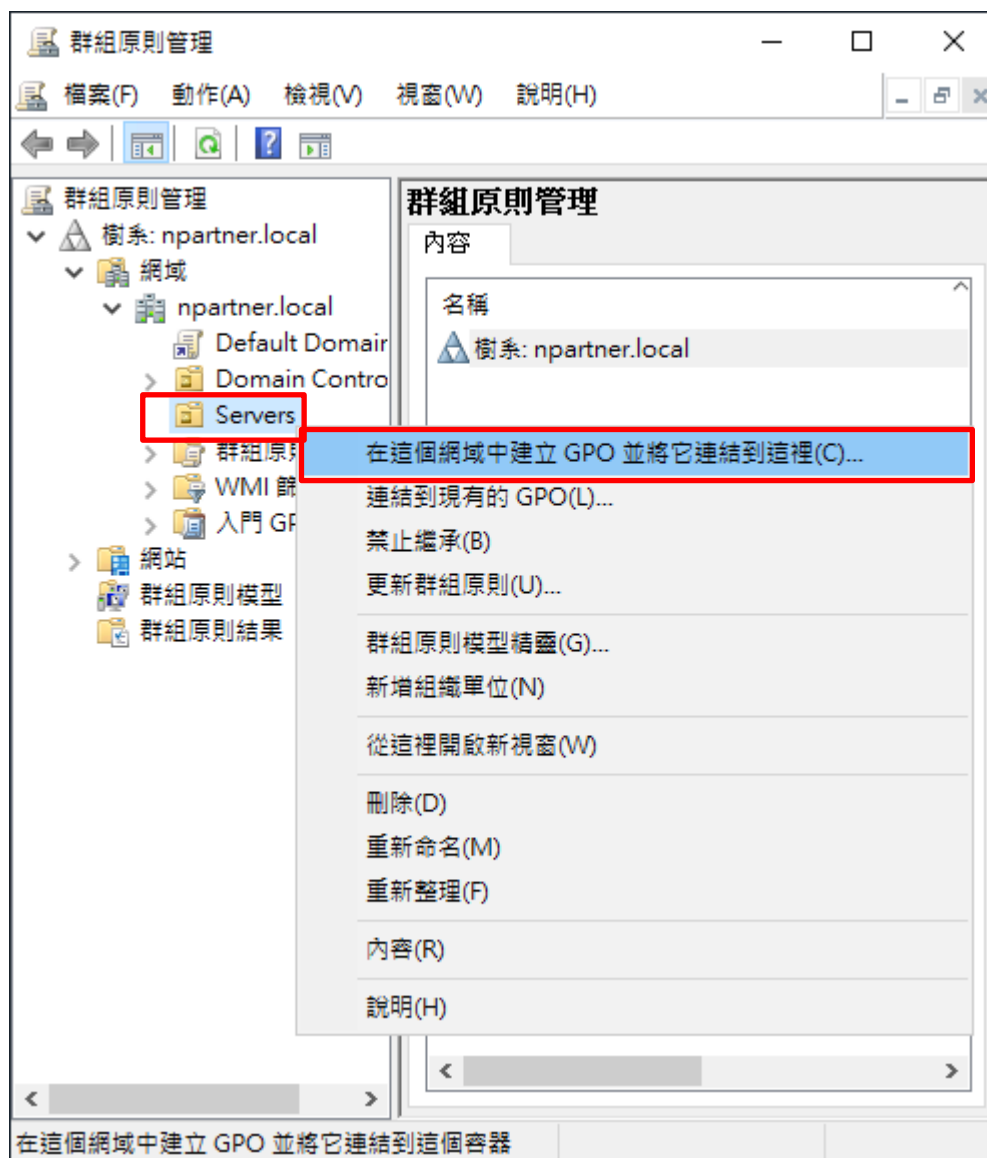 群組原則管理
檔案(F) 動作(A) 檢視(V) 視窗(W) 說明(H)
群組原則管理
樹系: npartner.local
網域
npartner.local
Default Domain
Domain Contro
Servers
群組原則
WMI 篩
入門 GP
網站
群組原則模型
群組原則結果
群組原則管理
內容
名稱
樹系: npartner.local
在這個網域中建立 GPO 並將它連結到這裡(C)...
連結到現有的 GPO(L)...
禁止繼承(B)
更新群組原則(U)...
群組原則模型精靈(G)...
新增組織單位(N)
從這裡開啟新視窗(W)
刪除(D)
重新命名(M)
重新整理(F)
內容(R)
說明(H)
在這個網域中建立 GPO 並將它連結到這個容器